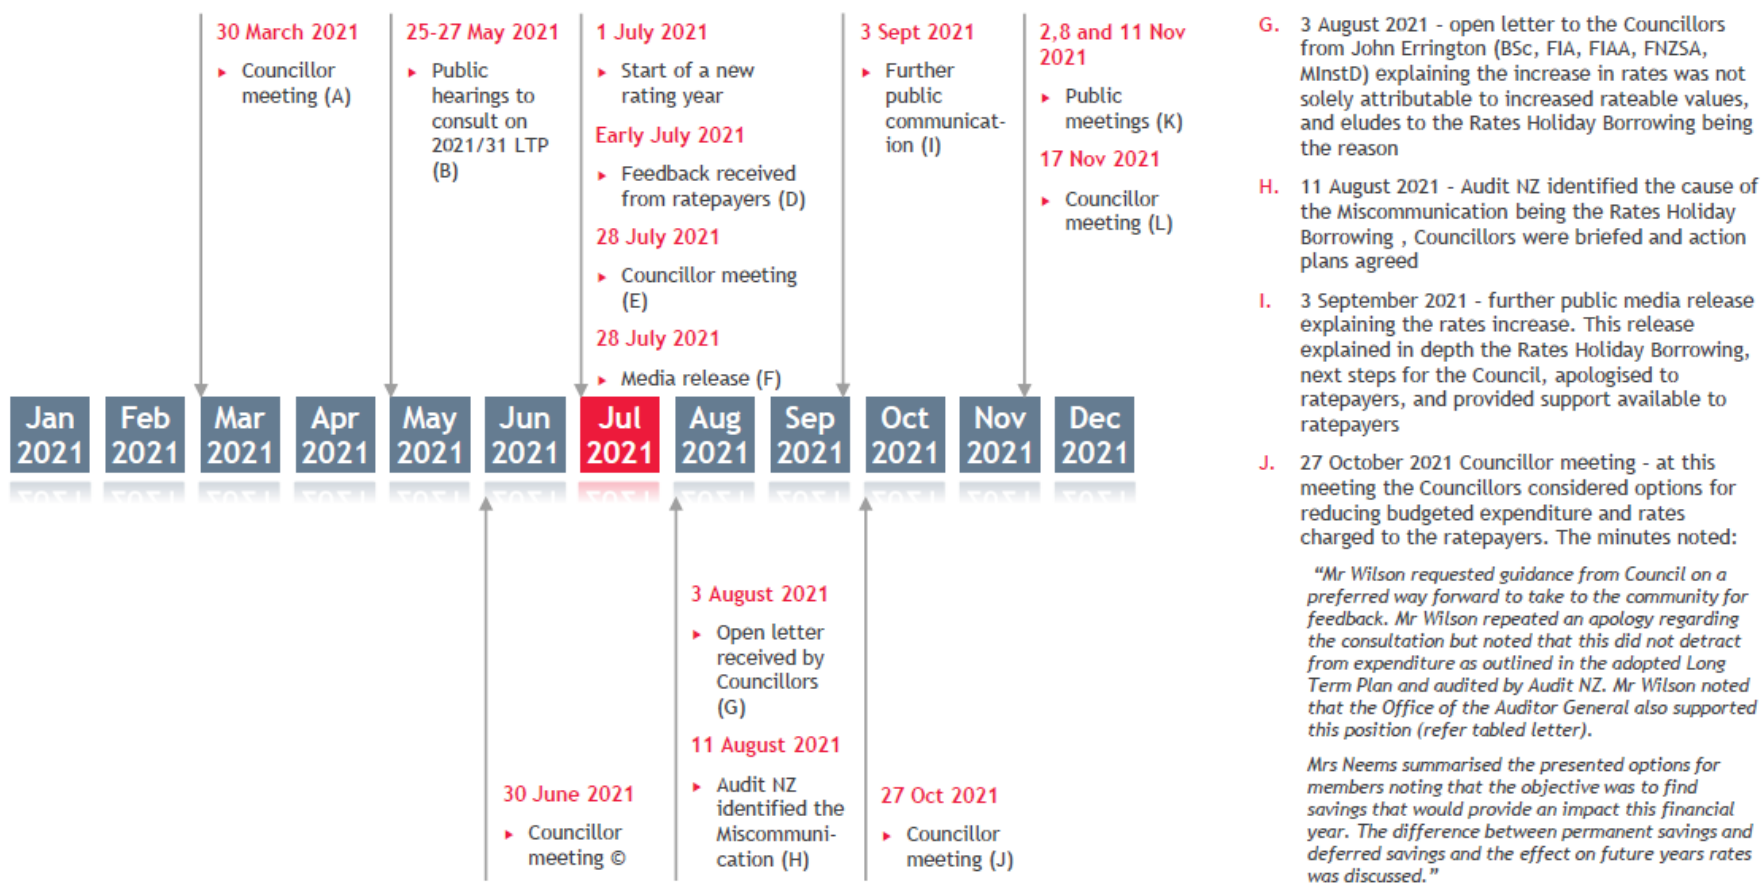 30 March 2021
▸ Councillor
meeting (A)
25-27 May 2021
▸ Public
hearings to
consult on
2021/31 LTP
(B)
1 July 2021
▸ Start of a new
rating year
Early July 2021
▸ Feedback received
from ratepayers (D)
28 July 2021
▸ Councillor meeting
(E)
28 July 2021
▸ Media release (F)
3 Sept 2021
▸ Further
public
communicat-
ion (I)
2,8 and 11 Nov
2021
▸ Public
meetings (K)
17 Nov 2021
▸ Councillor
meeting (L)
Jan
2021
Feb
2021
Mar
2021
Apr
2021
May
2021
Jun
2021
Jul
2021
Aug
2021
Sep
2021
Oct
2021
Nov
2021
Dec
2021
30 June 2021
▸ Councillor
meeting ©
3 August 2021
▸ Open letter
received by
Councillors
(G)
11 August 2021
▸ Audit NZ
identified the
Miscommuni-
cation (H)
27 Oct 2021
▸ Councillor
meeting (J)
G. 3 August 2021 - open letter to the Councillors
from John Errington (BSc, FIA, FIAA, FNZSA,
MInstD) explaining the increase in rates was not
solely attributable to increased rateable values,
and eludes to the Rates Holiday Borrowing being
the reason
H. 11 August 2021 - Audit NZ identified the cause of
the Miscommunication being the Rates Holiday
Borrowing , Councillors were briefed and action
plans agreed
I. 3 September 2021 - further public media release
explaining the rates increase. This release
explained in depth the Rates Holiday Borrowing,
next steps for the Council, apologised to
ratepayers, and provided support available to
ratepayers
J. 27 October 2021 Councillor meeting - at this
meeting the Councillors considered options for
reducing budgeted expenditure and rates
charged to the ratepayers. The minutes noted:
"Mr Wilson requested guidance from Council on a
preferred way forward to take to the community for
feedback. Mr Wilson repeated an apology regarding
the consultation but noted that this did not detract
from expenditure as outlined in the adopted Long
Term Plan and audited by Audit NZ. Mr Wilson noted
that the Office of the Auditor General also supported
this position (refer tabled letter).
Mrs Neems summarised the presented options for
members noting that the objective was to find
savings that would provide an impact this financial
year. The difference between permanent savings and
deferred savings and the effect on future years rates
was discussed."